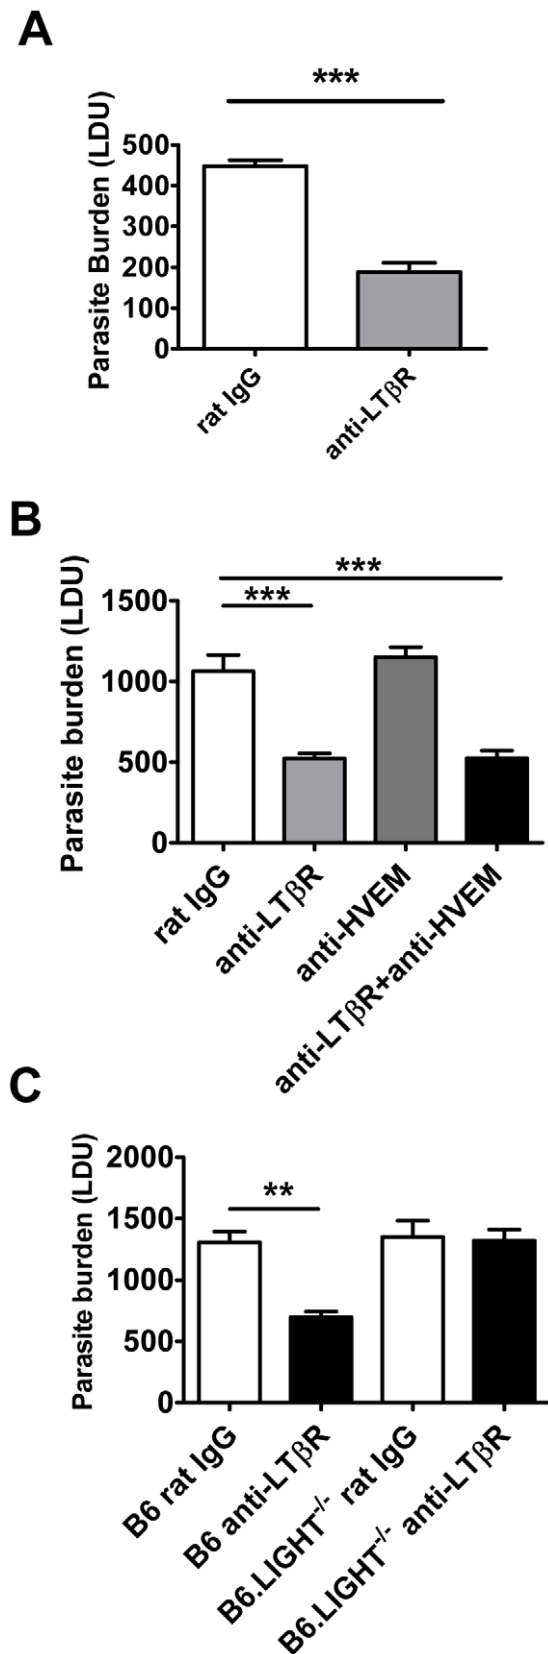 A
***
Parasite Burden (LDU)
500
400
300
200
100
0
rat IgG
anti-LTβR
B
***
***
Parasite burden (LDU)
1500
1000
500
0
rat IgG
anti-LTβR
anti-HVEM
anti-LTβR+anti-HVEM
C
**
Parasite burden (LDU)
2000
1500
1000
500
0
B6 rat IgG
B6 anti-LTβR
B6.LIGHT⁻/⁻ rat IgG
B6.LIGHT⁻/⁻ anti-LTβR